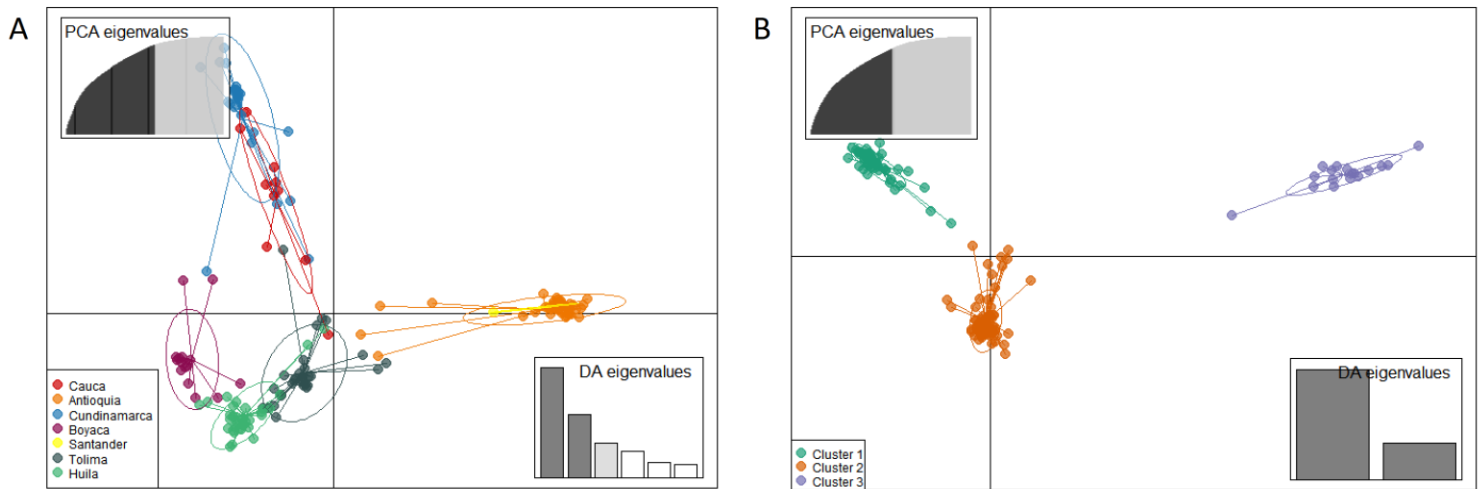 A
PCA eigenvalues
DA eigenvalues
Cauca
Antioquia
Cundinamarca
Boyaca
Santander
Tolima
Huila
B
PCA eigenvalues
DA eigenvalues
Cluster 1
Cluster 2
Cluster 3